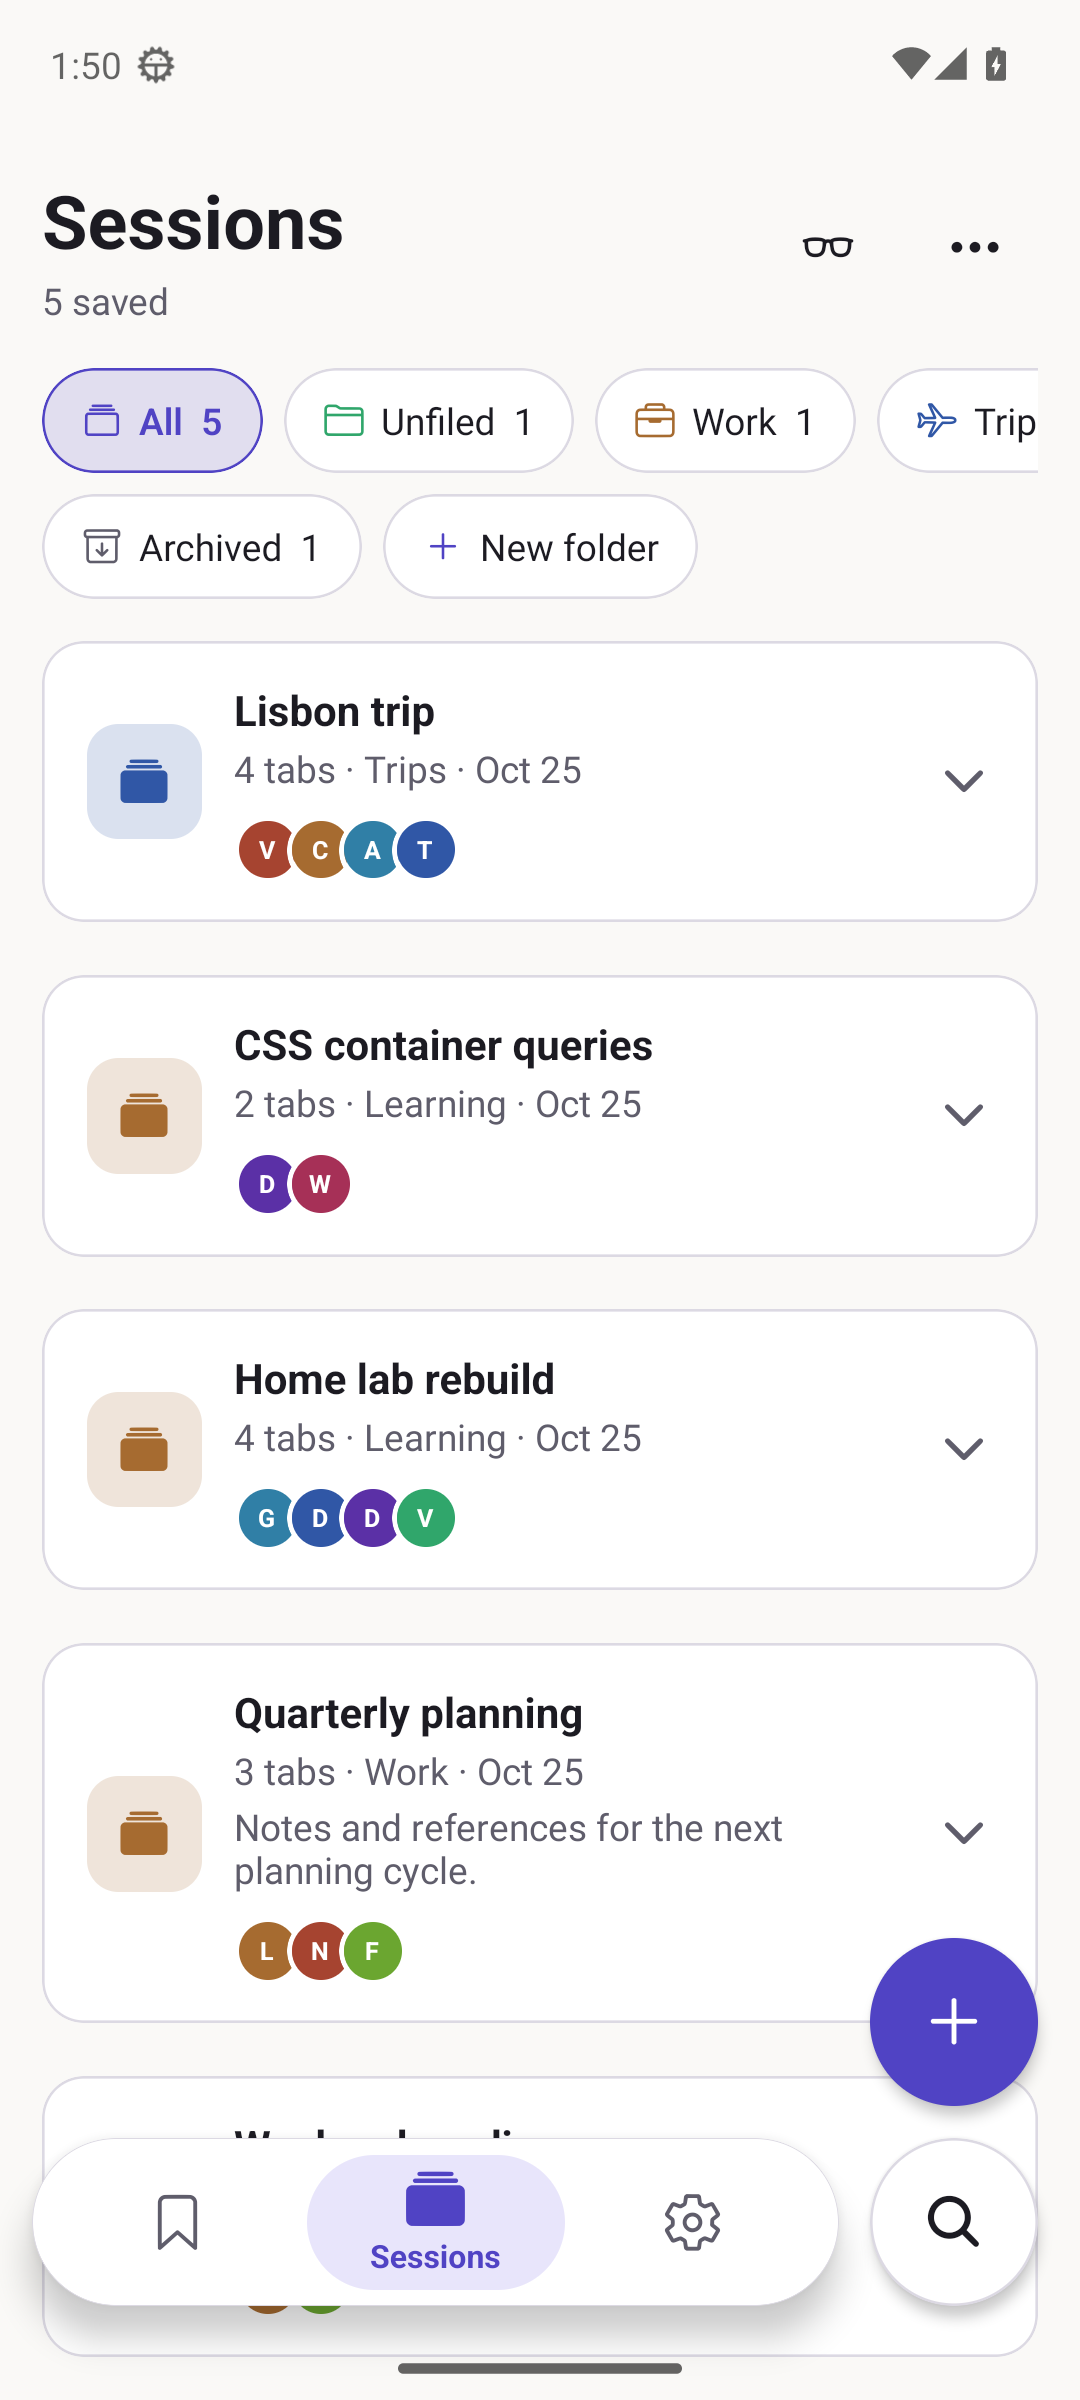 1:50
Sessions
5 saved
All 5
Unfiled 1
Work 1
Trip
Archived 1
New folder
Lisbon trip
4 tabs · Trips · Oct 25
V C A T
CSS container queries
2 tabs · Learning · Oct 25
D W
Home lab rebuild
4 tabs · Learning · Oct 25
G D D V
Quarterly planning
3 tabs · Work · Oct 25
Notes and references for the next
planning cycle.
L N F
Sessions